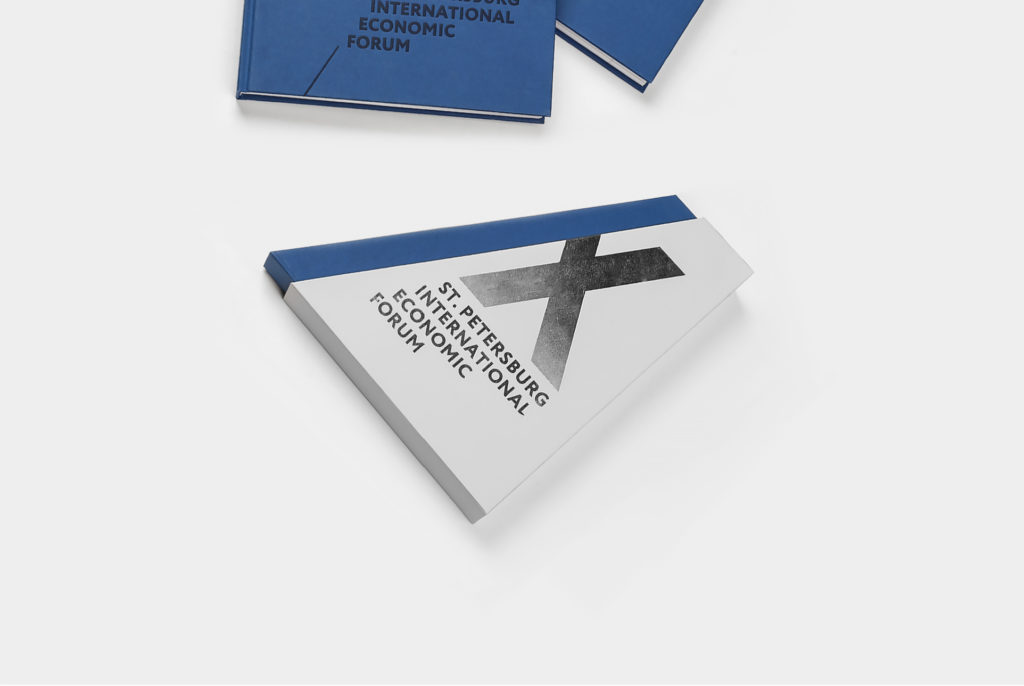 INTERNATIONAL
ECONOMIC
FORUM
X
ST. PETERSBURG
INTERNATIONAL
ECONOMIC
FORUM